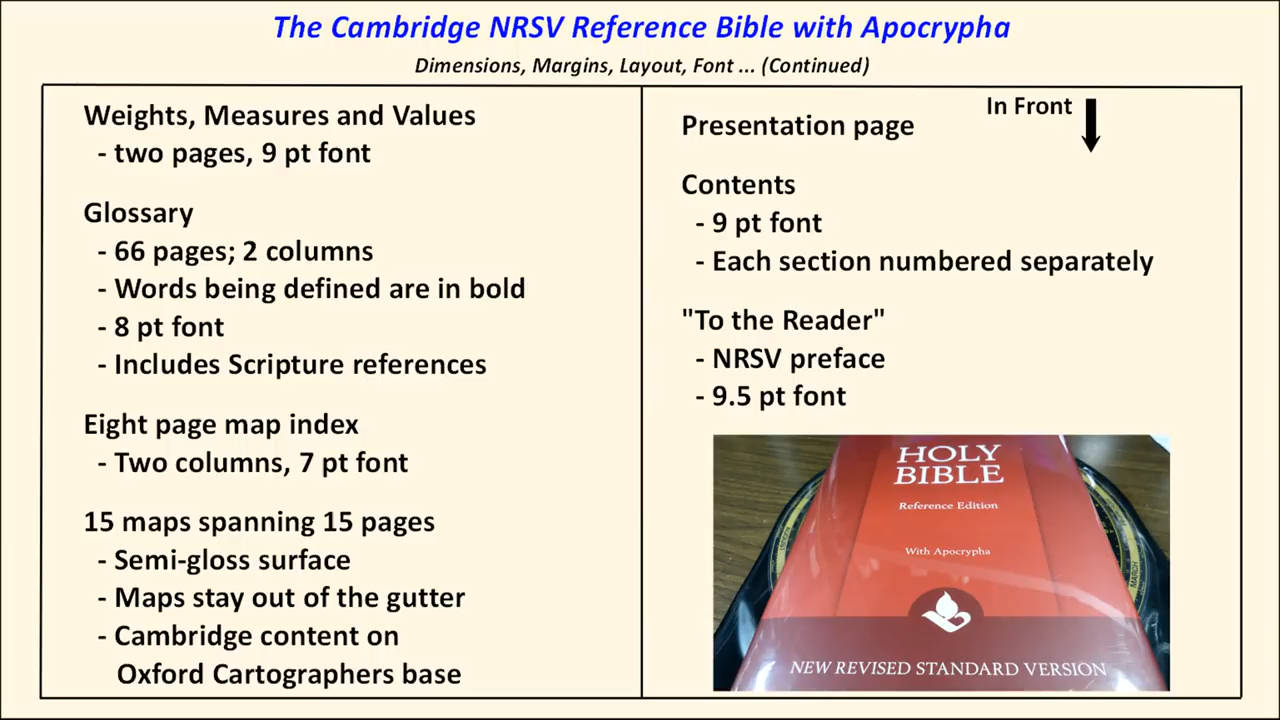 The Cambridge NRSV Reference Bible with Apocrypha
Dimensions, Margins, Layout, Font ... (Continued)
Weights, Measures and Values
- two pages, 9 pt font
Glossary
- 66 pages; 2 columns
- Words being defined are in bold
- 8 pt font
- Includes Scripture references
Eight page map index
- Two columns, 7 pt font
15 maps spanning 15 pages
- Semi-gloss surface
- Maps stay out of the gutter
- Cambridge content on
Oxford Cartographers base
In Front
Presentation page
Contents
- 9 pt font
- Each section numbered separately
"To the Reader"
- NRSV preface
- 9.5 pt font
HOLY
BIBLE
Reference Edition
With Apocrypha
NEW REVISED STANDARD VERSION
MARCH